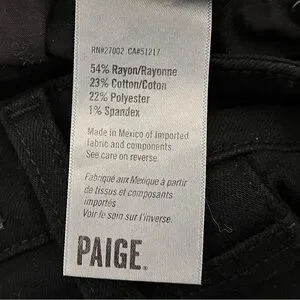 RN#27002 CA#51217
54% Rayon/Rayonne
23% Cotton/Coton
22% Polyester
1% Spandex
Made in Mexico of imported
fabric and components.
See care on reverse
Fabriqué aux Mexique à partir
de tissus et composants
importés
Voir le soin sur l'inverse.
PAIGE.